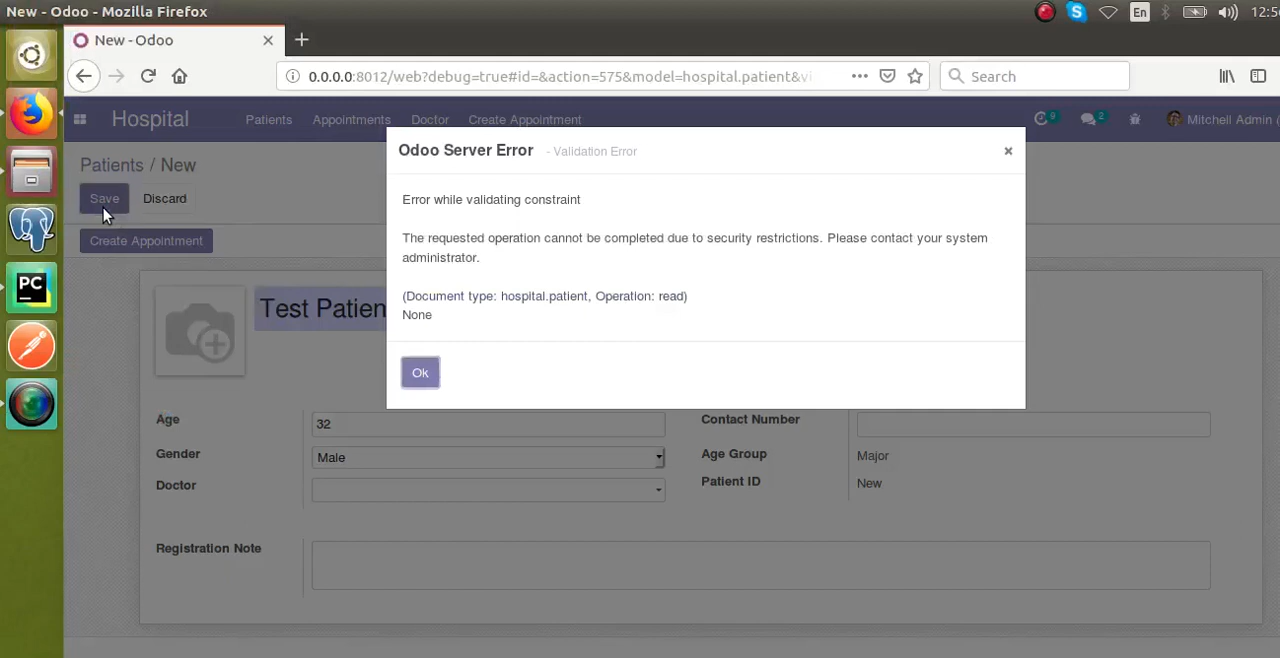 New - Odoo - Mozilla Firefox
En
12:5
New - Odoo
0.0.0.0:8012/web?debug=true#id=&action=575&model=hospital.patient&vi
Search
Hospital
Patients
Appointments
Doctor
Create Appointment
9
2
Mitchell Admin (
Patients / New
Save
Discard
Create Appointment
Odoo Server Error - Validation Error
Error while validating constraint
The requested operation cannot be completed due to security restrictions. Please contact your system
administrator.
(Document type: hospital.patient, Operation: read)
None
Ok
PC
Test Patien
Age
32
Contact Number
Gender
Male
Age Group
Major
Doctor
Patient ID
New
Registration Note